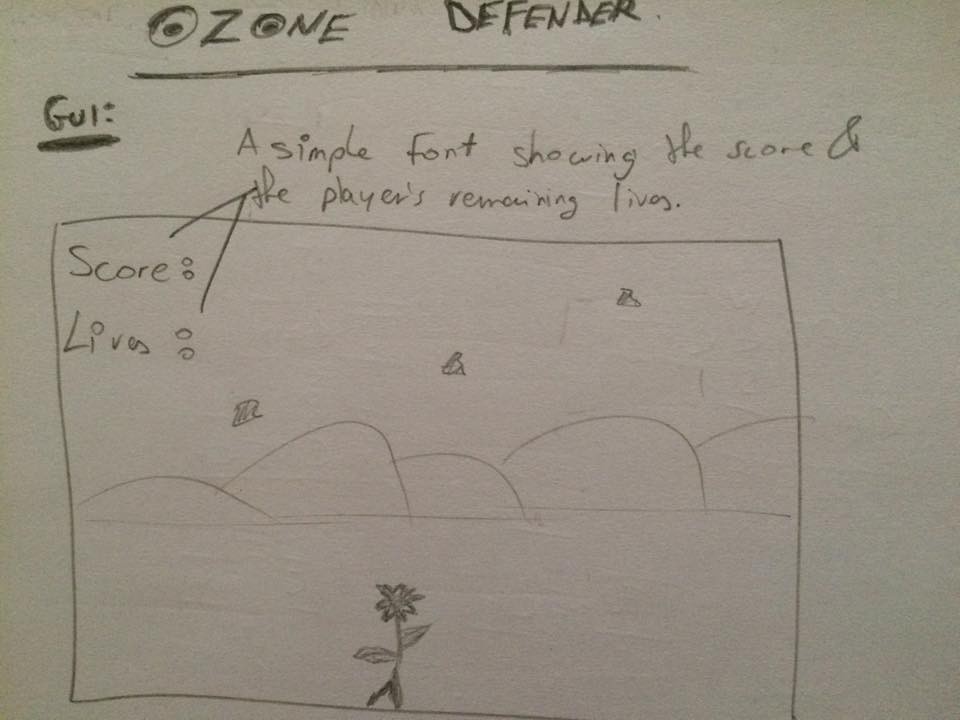 OZONE DEFENDER.
GUI:
A simple font showing the score &
the player's remaining lives.
Score:
Lives: